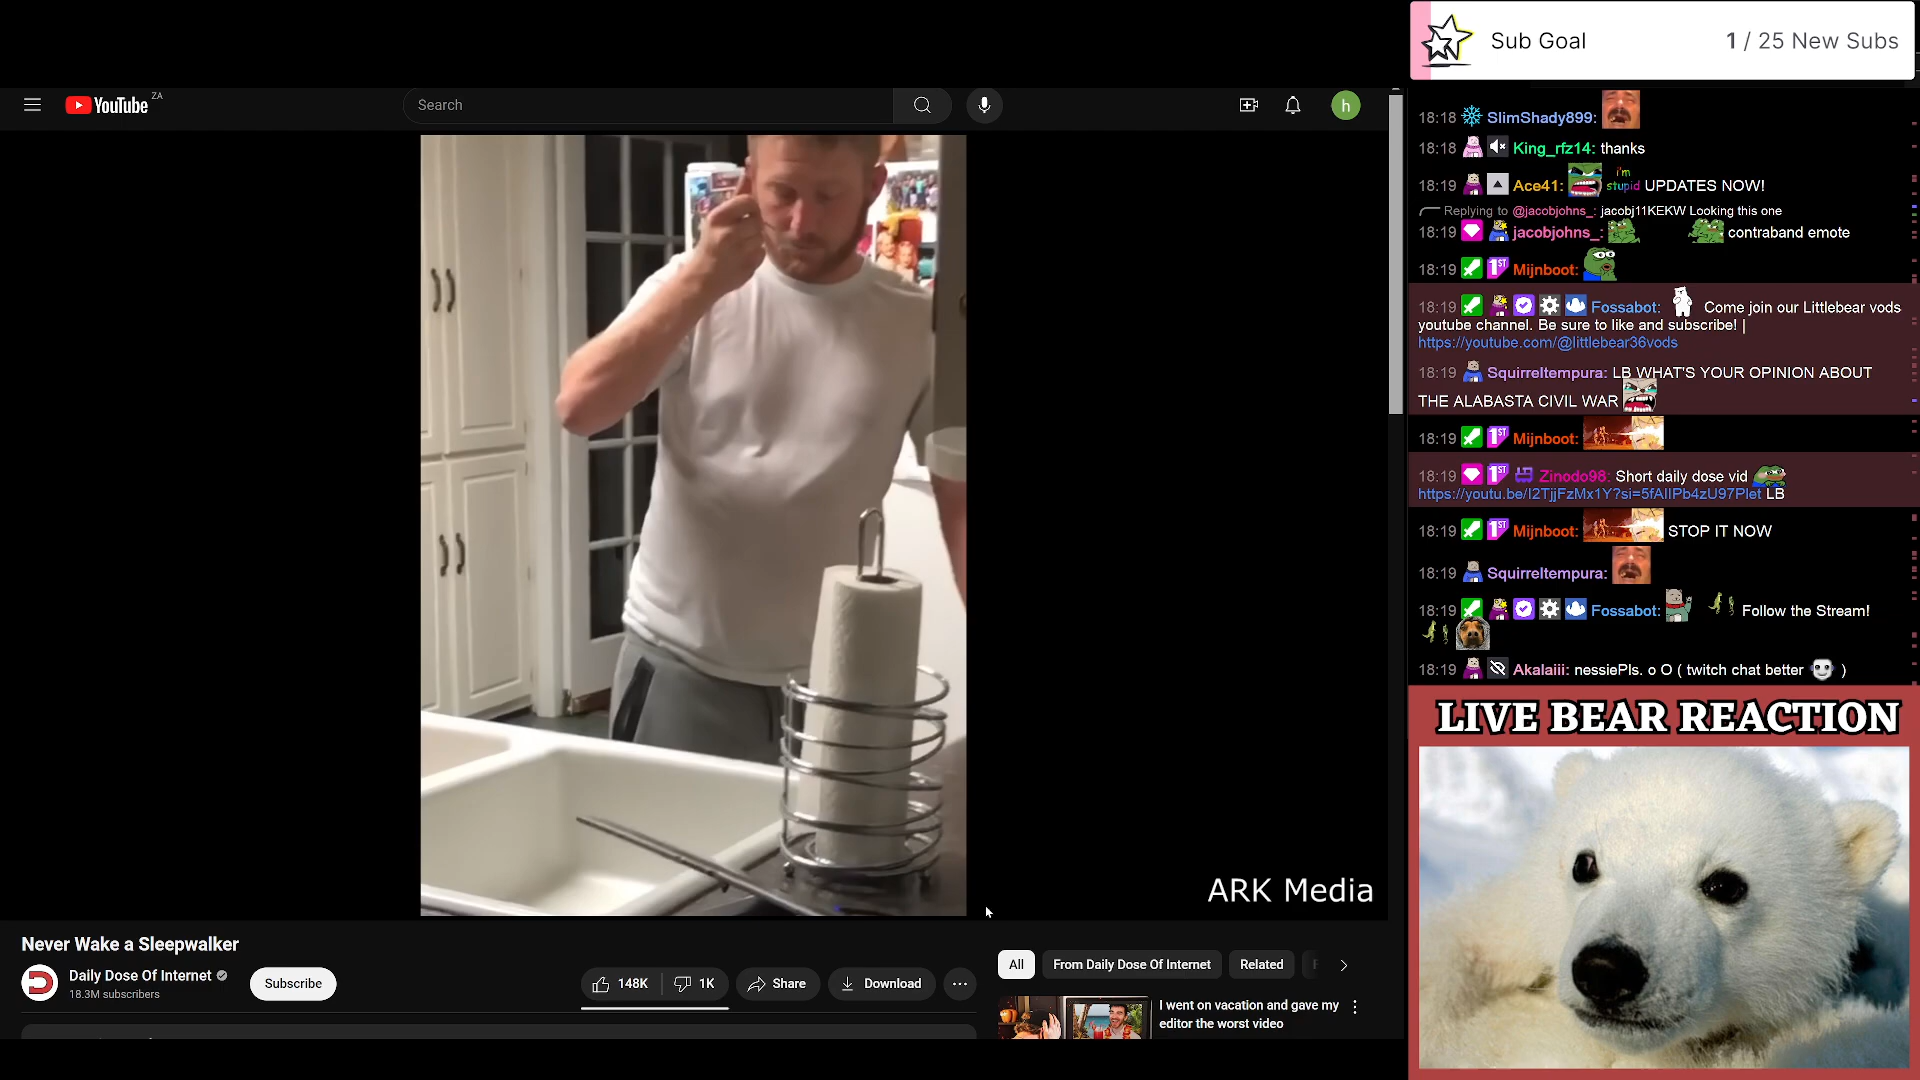 Sub Goal
1 / 25 New Subs
YouTube ZA
Search
h
18:18 SlimShady899:
18:18 King_rfz14: thanks
18:19 Ace41: i'm stupid UPDATES NOW!
Replying to @jacobjohns_: jacobj11KEKW Looking this one
18:19 jacobjohns_: contraband emote
18:19 1ST Mijnboot:
18:19 Fossabot: Come join our Littlebear vods
youtube channel. Be sure to like and subscribe! |
https://youtube.com/@littlebear36vods
18:19 Squirreltempura: LB WHAT'S YOUR OPINION ABOUT
THE ALABASTA CIVIL WAR
18:19 1ST Mijnboot:
18:19 1ST Zinodo98: Short daily dose vid
https://youtu.be/I2TjjFzMx1Y?si=5fAIIPb4zU97PIet LB
18:19 1ST Mijnboot: STOP IT NOW
18:19 Squirreltempura:
18:19 Fossabot: Follow the Stream!
18:19 Akalaiii: nessiePls. o O ( twitch chat better )
LIVE BEAR REACTION
ARK Media
Never Wake a Sleepwalker
Daily Dose Of Internet
18.3M subscribers
Subscribe
148K
1K
Share
Download
All
From Daily Dose Of Internet
Related
I went on vacation and gave my
editor the worst video